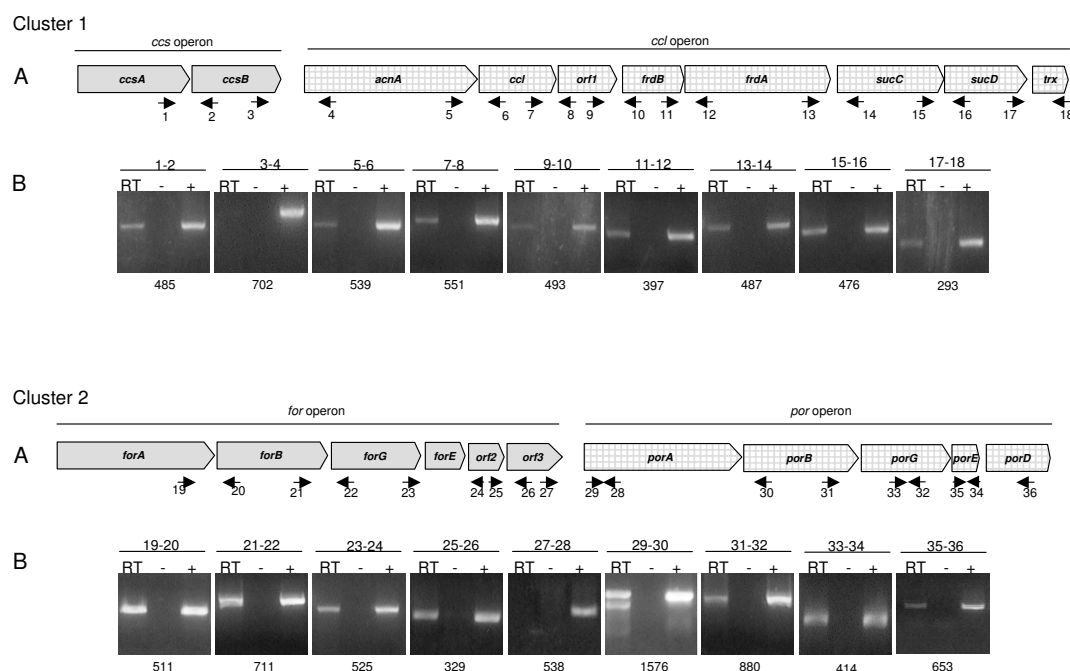 Cluster 1
ccs operon ccl operon
A ccsA ccsB acnA ccl orf1 frdB frdA sucC sucD trx
1 2 3 4 5 6 7 8 9 10 11 12 13 14 15 16 17 18
1-2 3-4 5-6 7-8 9-10 11-12 13-14 15-16 17-18
B RT - + RT - + RT - + RT - + RT - + RT - + RT - + RT - + RT - +
485 702 539 551 493 397 487 476 293
Cluster 2
for operon por operon
A forA forB forG forE orf2 orf3 porA porB porG porE porD
19 20 21 22 23 24 25 26 27 29 28 30 31 33 32 35 34 36
19-20 21-22 23-24 25-26 27-28 29-30 31-32 33-34 35-36
B RT - + RT - + RT - + RT - + RT - + RT - + RT - + RT - + RT - +
511 711 525 329 538 1576 880 414 653